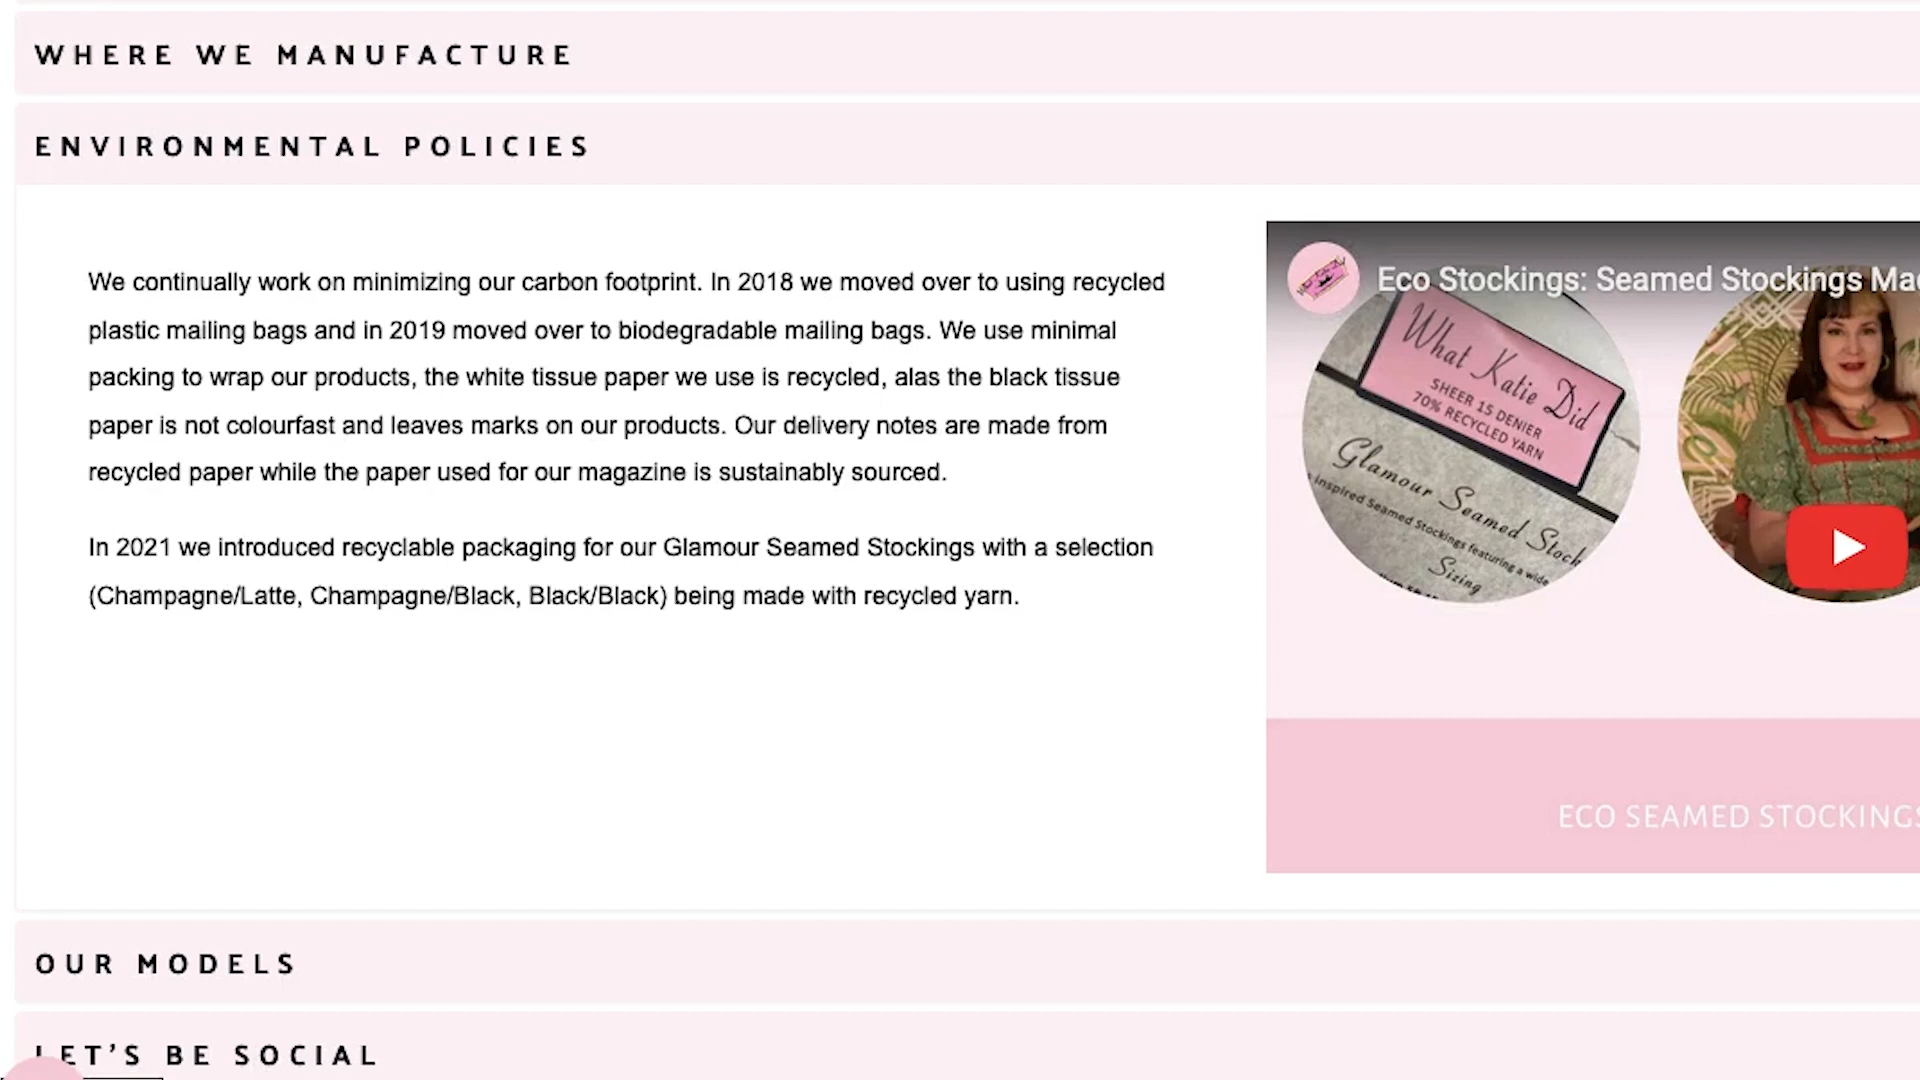 WHERE WE MANUFACTURE
ENVIRONMENTAL POLICIES
We continually work on minimizing our carbon footprint. In 2018 we moved over to using recycled
plastic mailing bags and in 2019 moved over to biodegradable mailing bags. We use minimal
packing to wrap our products, the white tissue paper we use is recycled, alas the black tissue
paper is not colourfast and leaves marks on our products. Our delivery notes are made from
recycled paper while the paper used for our magazine is sustainably sourced.
In 2021 we introduced recyclable packaging for our Glamour Seamed Stockings with a selection
(Champagne/Latte, Champagne/Black, Black/Black) being made with recycled yarn.
Eco Stockings: Seamed Stockings Mad
What Katie Did
SHEER 15 DENIER
70% RECYCLED YARN
Glamour Seamed Stock
inspired Seamed Stockings featuring a wide
Sizing
ECO SEAMED STOCKINGS
OUR MODELS
LET'S BE SOCIAL